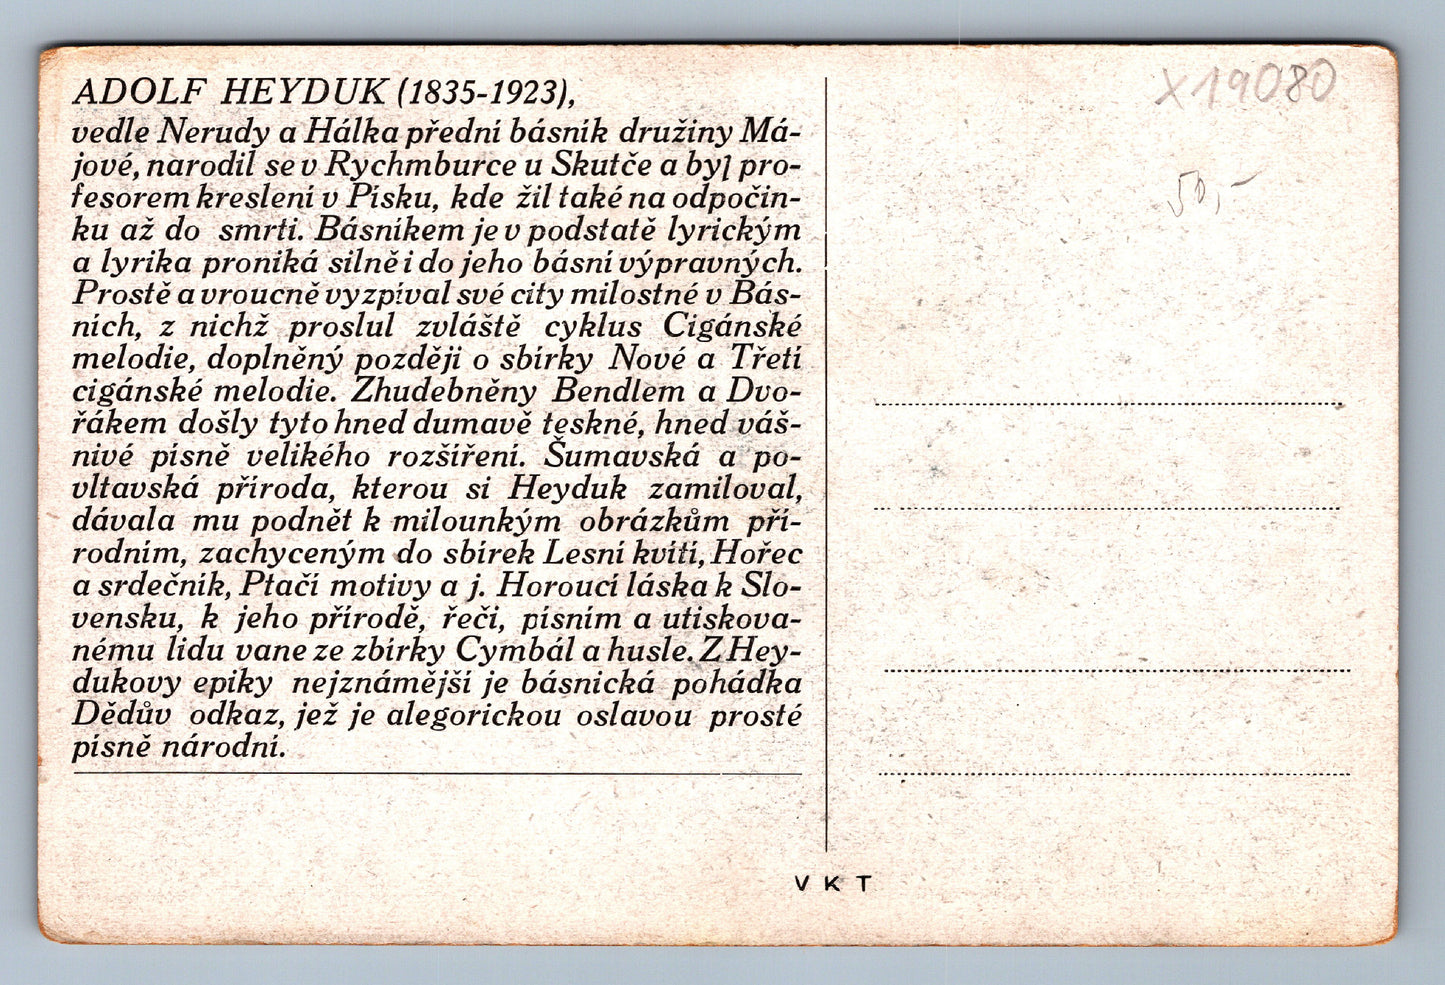 ADOLF HEYDUK (1835-1923),
vedle Nerudy a Hálka přední básník družiny Má-
jové, narodil se v Rychmburce u Skutče a byl pro-
fesorem kreslení v Písku, kde žil také na odpočin-
ku až do smrti. Básníkem je v podstatě lyrickým
a lyrika proniká silně i do jeho básní výpravných.
Prostě a vroucně vyzpíval své city milostné v Bás-
ních, z nichž proslul zvláště cyklus Cigánské
melodie, doplněný později o sbírky Nové a Třetí
cigánské melodie. Zhudebněny Bendlem a Dvo-
řákem došly tyto hned dumavě teskné, hned váš-
nivé písně velikého rozšíření. Šumavská a po-
vltavská příroda, kterou si Heyduk zamiloval,
dávala mu podnět k milounkým obrázkům pří-
rodním, zachyceným do sbírek Lesní kvítí, Hořec
a srdečník, Ptačí motivy a j. Horoucí láska k Slo-
vensku, k jeho přírodě, řeči, písním a utiskova-
nému lidu vane ze zbírky Cymbál a husle. Z Hey-
dukovy epiky nejznámější je básnická pohádka
Dědův odkaz, jež je alegorickou oslavou prosté
písně národní.
X19080
50,-
V K T